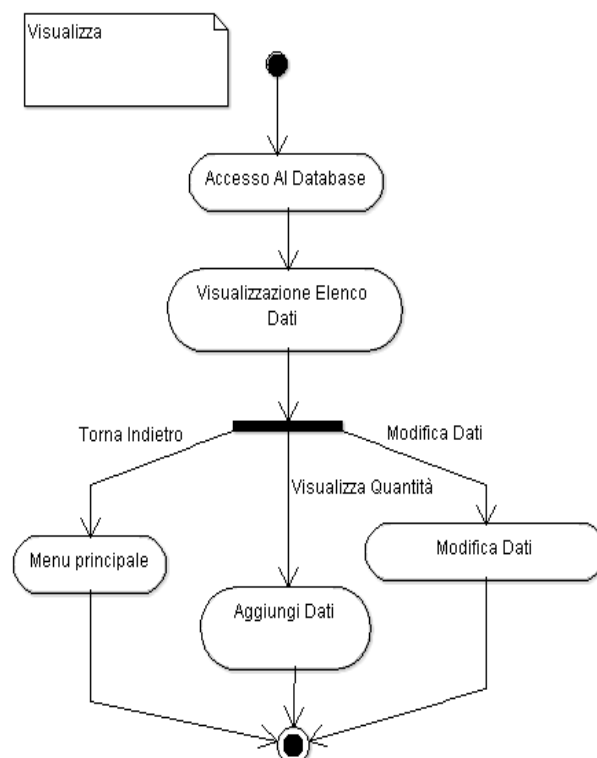 Visualizza
Accesso Al Database
Visualizzazione Elenco
Dati
Torna Indietro
Modifica Dati
Visualizza Quantità
Menu principale
Modifica Dati
Aggiungi Dati